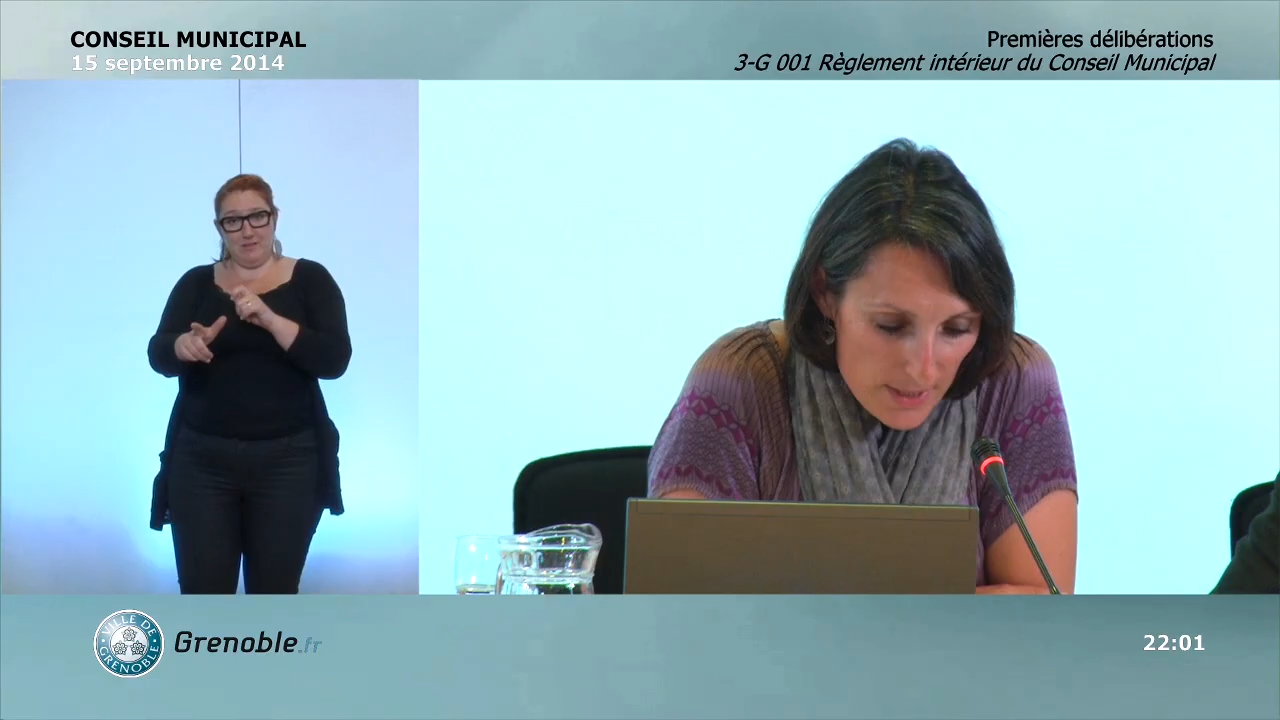 CONSEIL MUNICIPAL
15 septembre 2014
Premières délibérations
3-G 001 Règlement intérieur du Conseil Municipal
VILLE DE GRENOBLE
Grenoble.fr
22:01